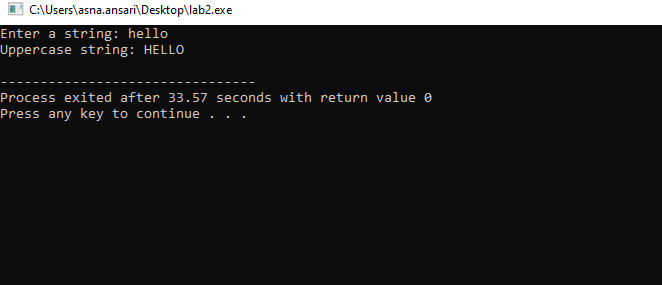 C:\Users\asna.ansari\Desktop\lab2.exe
Enter a string: hello
Uppercase string: HELLO
--------------------------------
Process exited after 33.57 seconds with return value 0
Press any key to continue . . .